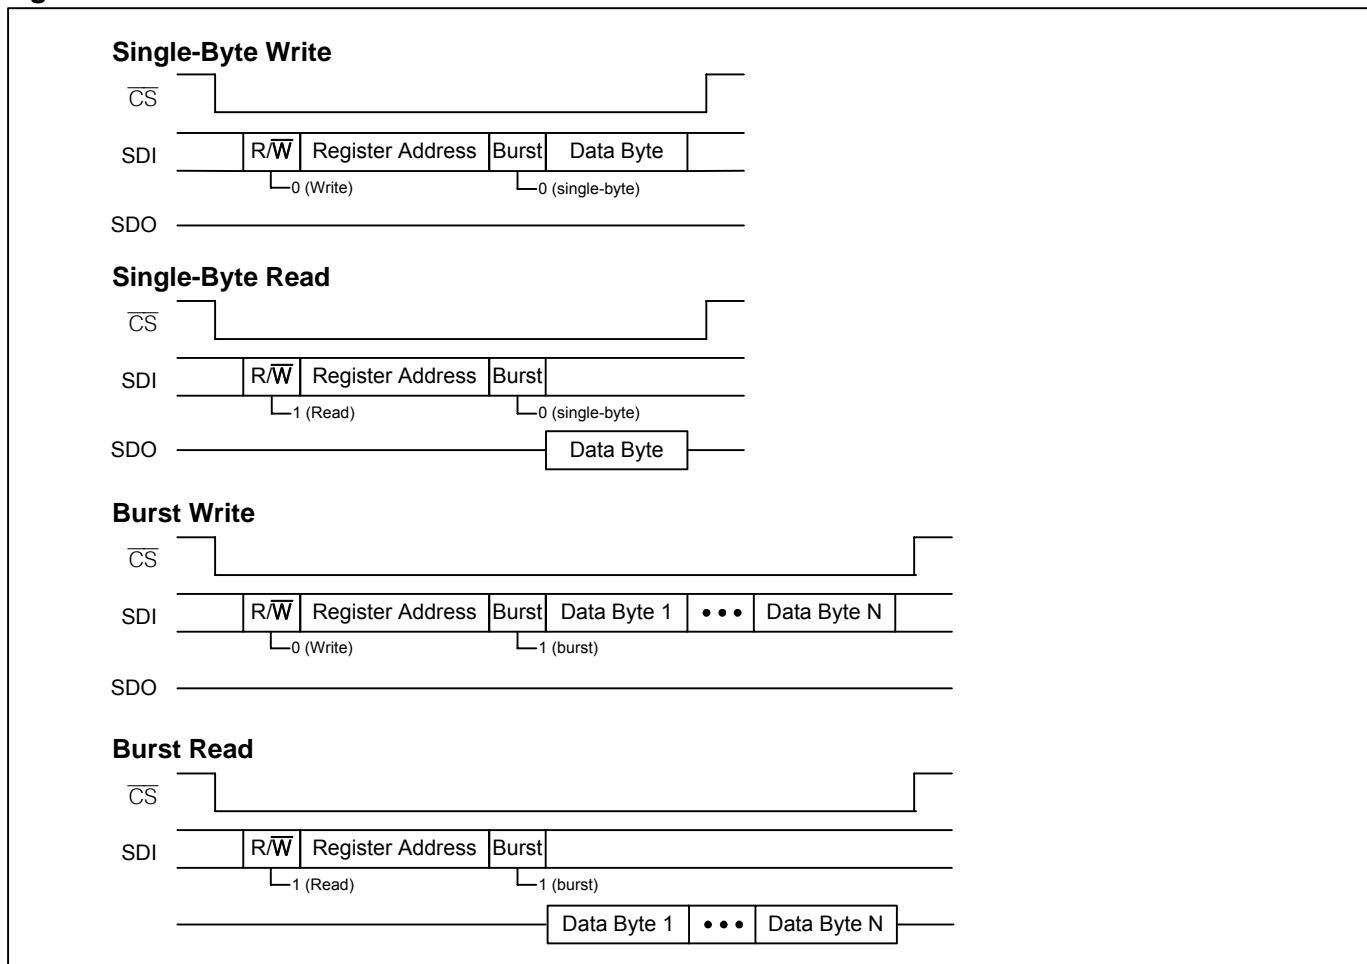 Single-Byte Write
CS
SDI R/W Register Address Burst Data Byte
0 (Write) 0 (single-byte)
SDO
Single-Byte Read
CS
SDI R/W Register Address Burst
1 (Read) 0 (single-byte)
SDO Data Byte
Burst Write
CS
SDI R/W Register Address Burst Data Byte 1 ••• Data Byte N
0 (Write) 1 (burst)
SDO
Burst Read
CS
SDI R/W Register Address Burst
1 (Read) 1 (burst)
Data Byte 1 ••• Data Byte N